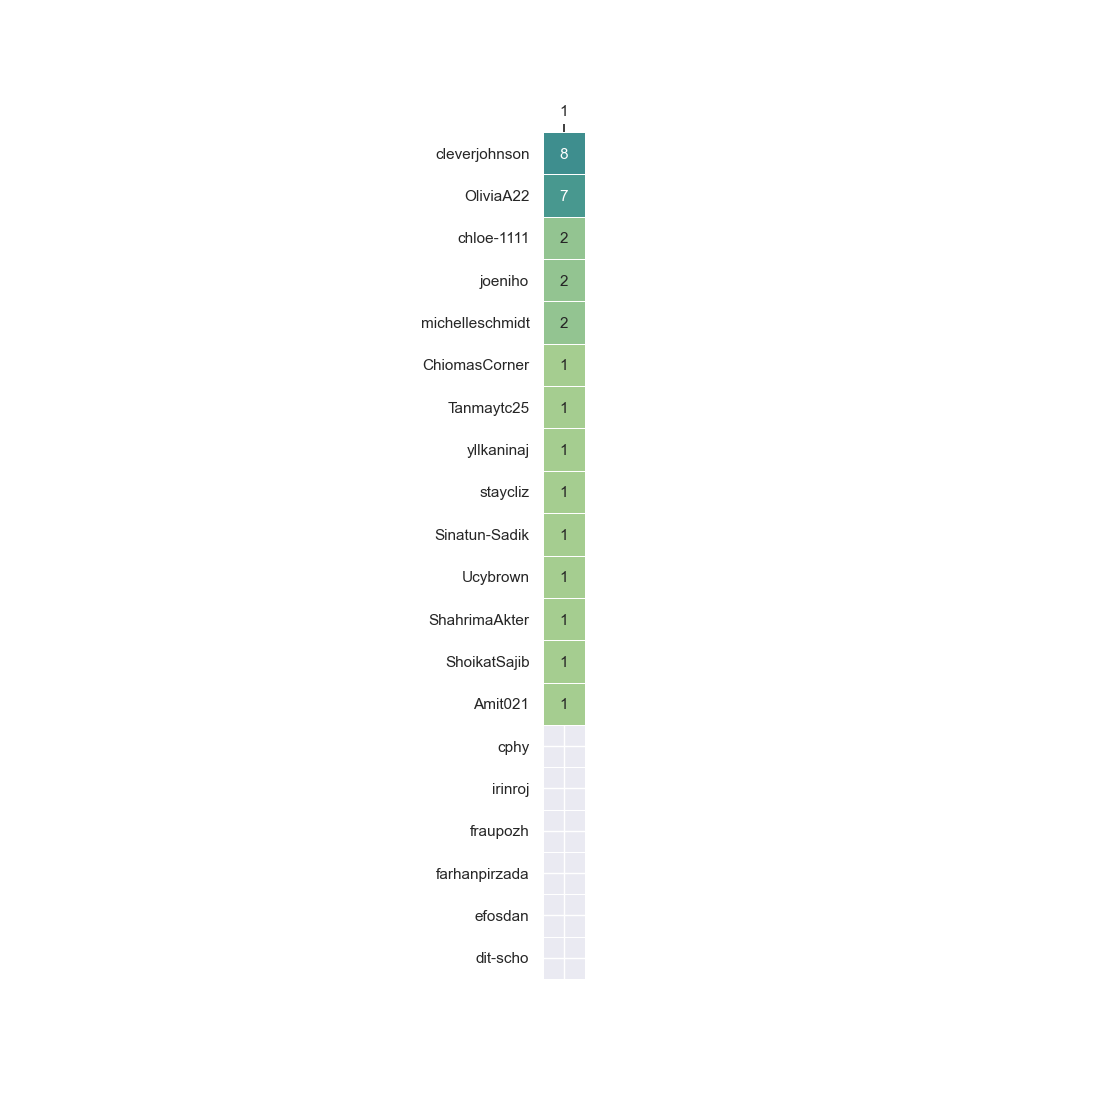 1
cleverjohnson 8
OliviaA22 7
chloe-1111 2
joeniho 2
michelleschmidt 2
ChiomasCorner 1
Tanmaytc25 1
yllkaninaj 1
staycliz 1
Sinatun-Sadik 1
Ucybrown 1
ShahrimaAkter 1
ShoikatSajib 1
Amit021 1
cphy
irinroj
fraupozh
farhanpirzada
efosdan
dit-scho